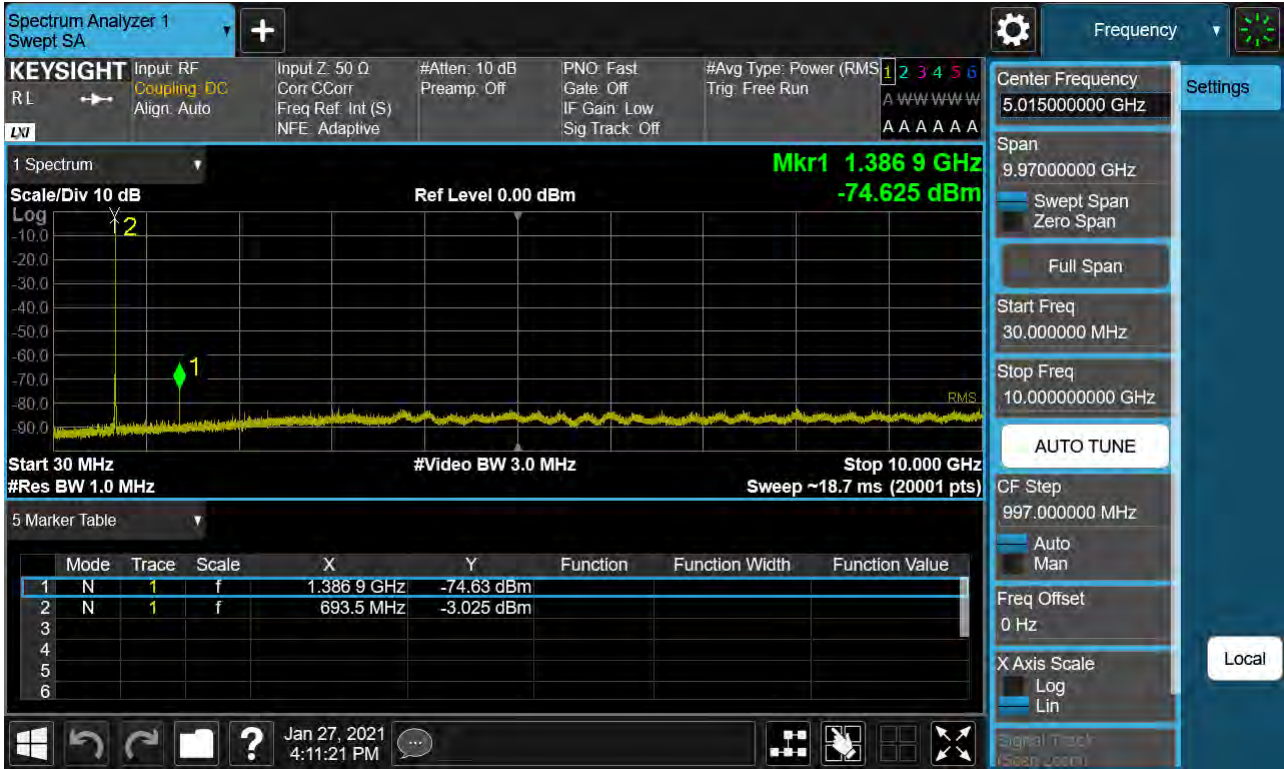 Spectrum Analyzer 1
Swept SA
+
Frequency
KEYSIGHT
RL
LXI
Input: RF
Coupling: DC
Align: Auto
Input Z: 50 Ω
Corr CCorr
Freq Ref: Int (S)
NFE: Adaptive
#Atten: 10 dB
Preamp: Off
PNO: Fast
Gate: Off
IF Gain: Low
Sig Track: Off
#Avg Type: Power (RMS
Trig: Free Run
1 2 3 4 5 6
A W W W W W
A A A A A A
1 Spectrum
Scale/Div 10 dB
Ref Level 0.00 dBm
Mkr1 1.386 9 GHz
-74.625 dBm
Log
-10.0
-20.0
-30.0
-40.0
-50.0
-60.0
-70.0
-80.0
-90.0
2
1
RMS
Start 30 MHz
#Video BW 3.0 MHz
Stop 10.000 GHz
#Res BW 1.0 MHz
Sweep ~18.7 ms (20001 pts)
5 Marker Table
Mode Trace Scale X Y Function Function Width Function Value
1 N 1 f 1.386 9 GHz -74.63 dBm
2 N 1 f 693.5 MHz -3.025 dBm
3
4
5
6
Center Frequency
5.015000000 GHz
Span
9.97000000 GHz
Swept Span
Zero Span
Full Span
Start Freq
30.000000 MHz
Stop Freq
10.000000000 GHz
AUTO TUNE
CF Step
997.000000 MHz
Auto
Man
Freq Offset
0 Hz
X Axis Scale
Log
Lin
Signal Track
(Span Zoom)
Settings
Local
?
Jan 27, 2021
4:11:21 PM